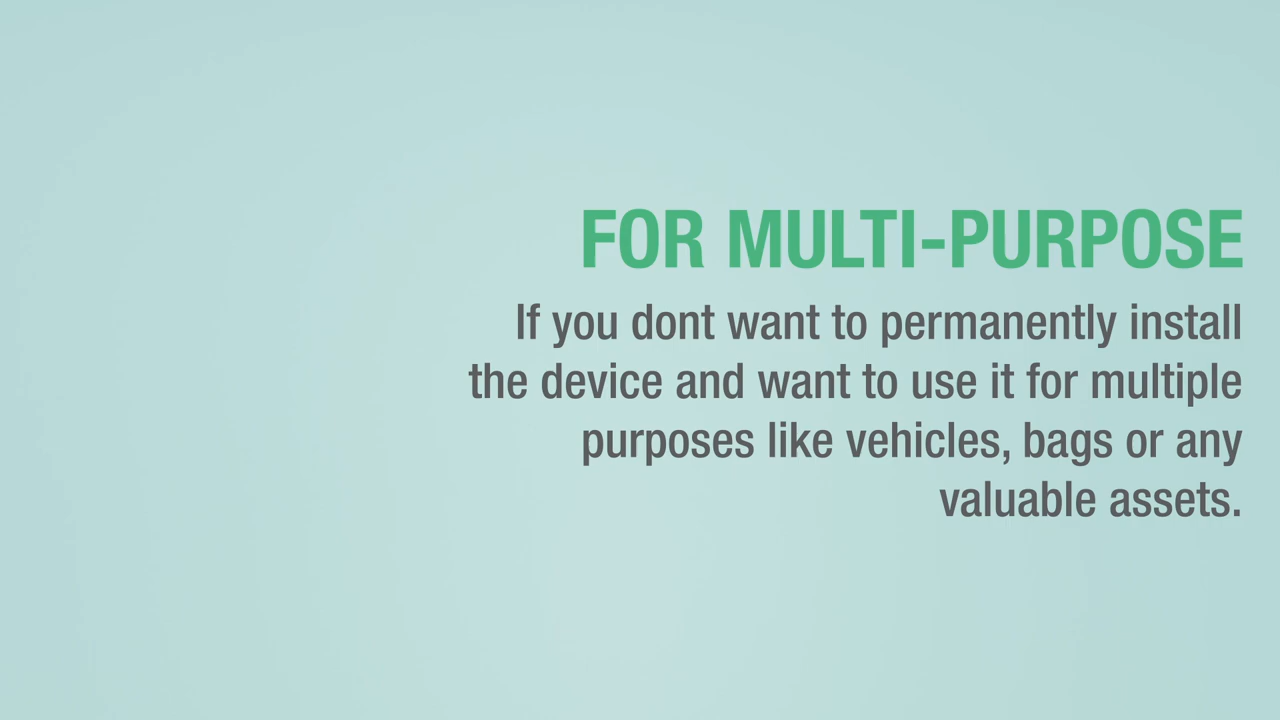 FOR MULTI-PURPOSE
If you dont want to permanently install
the device and want to use it for multiple
purposes like vehicles, bags or any
valuable assets.